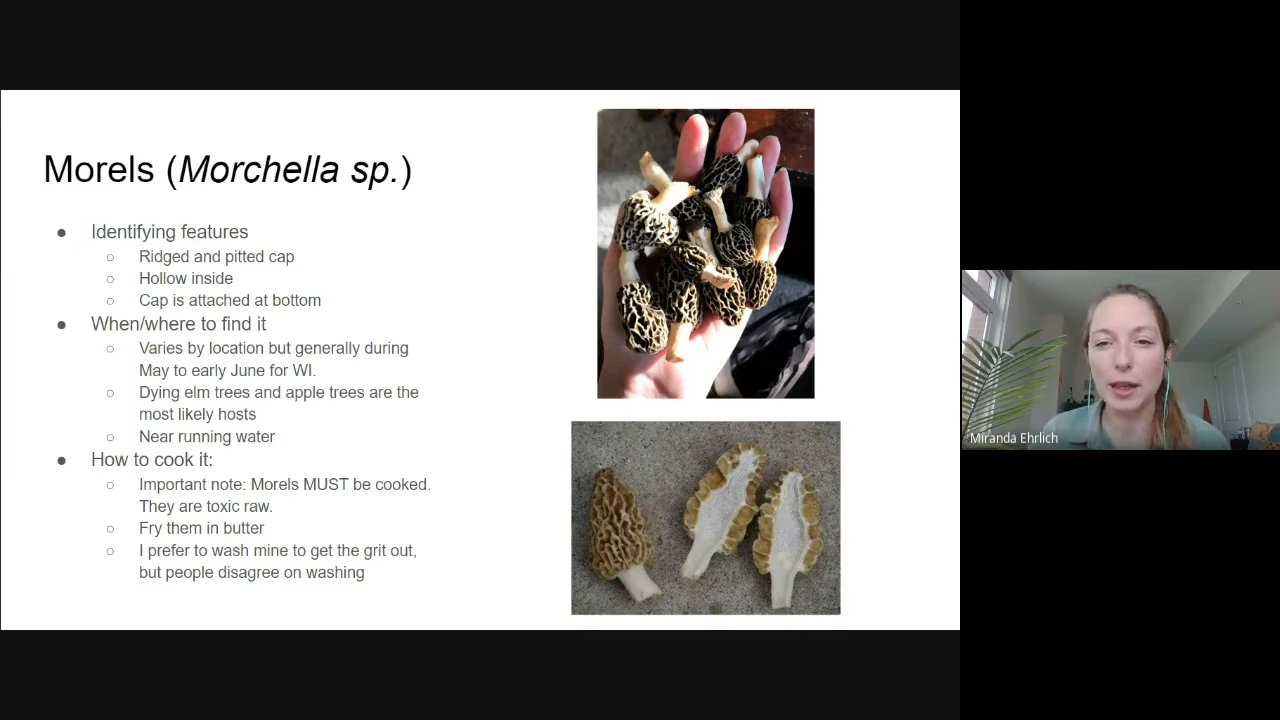 Morels (Morchella sp.)
● Identifying features
○ Ridged and pitted cap
○ Hollow inside
○ Cap is attached at bottom
● When/where to find it
○ Varies by location but generally during
May to early June for WI.
○ Dying elm trees and apple trees are the
most likely hosts
○ Near running water
● How to cook it:
○ Important note: Morels MUST be cooked.
They are toxic raw.
○ Fry them in butter
○ I prefer to wash mine to get the grit out,
but people disagree on washing
Miranda Ehrlich